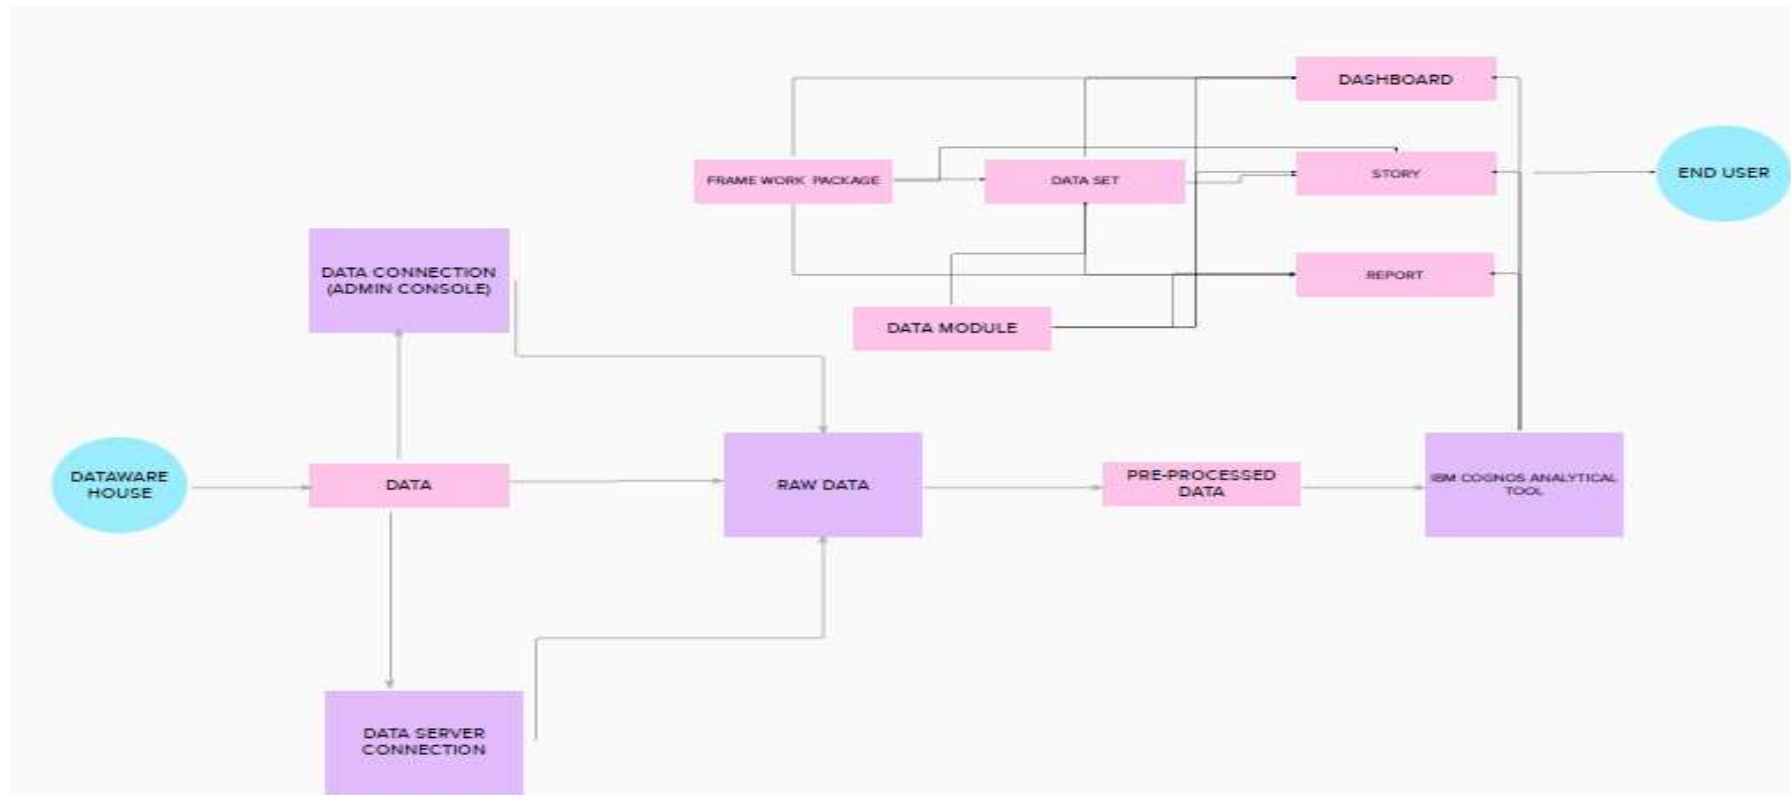 DASHBOARD
FRAME WORK PACKAGE
DATA SET
STORY
END USER
DATA CONNECTION
(ADMIN CONSOLE)
REPORT
DATA MODULE
DATAWARE
HOUSE
DATA
RAW DATA
PRE-PROCESSED
DATA
IBM COGNOS ANALYTICAL
TOOL
DATA SERVER
CONNECTION